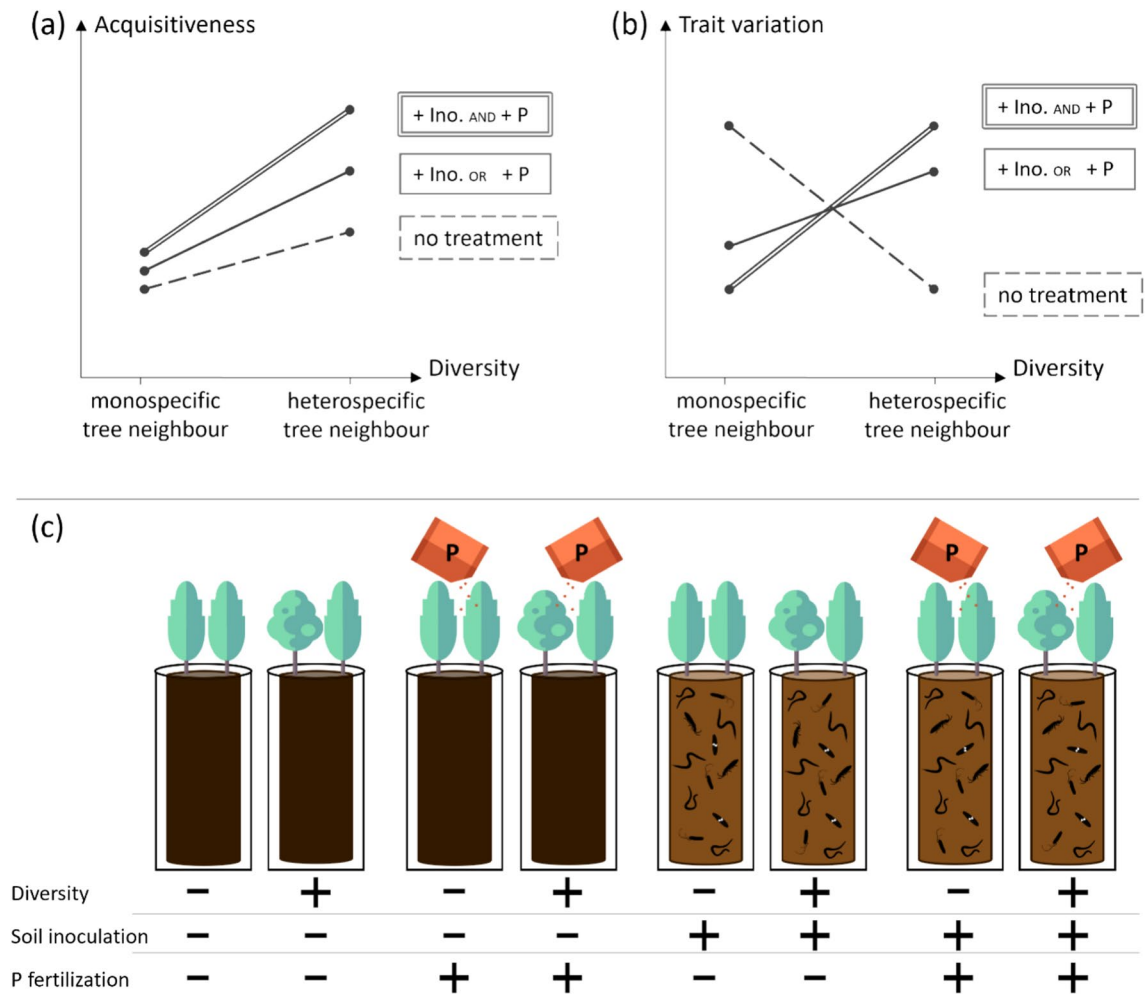 (a)
Acquisitiveness
+ Ino. AND + P
+ Ino. OR + P
no treatment
Diversity
monospecific
tree neighbour
heterospecific
tree neighbour
(b)
Trait variation
+ Ino. AND + P
+ Ino. OR + P
no treatment
Diversity
monospecific
tree neighbour
heterospecific
tree neighbour
(c)
P P P P
Diversity − + − + − + − +
Soil inoculation − − − − + + + +
P fertilization − − + + − − + +